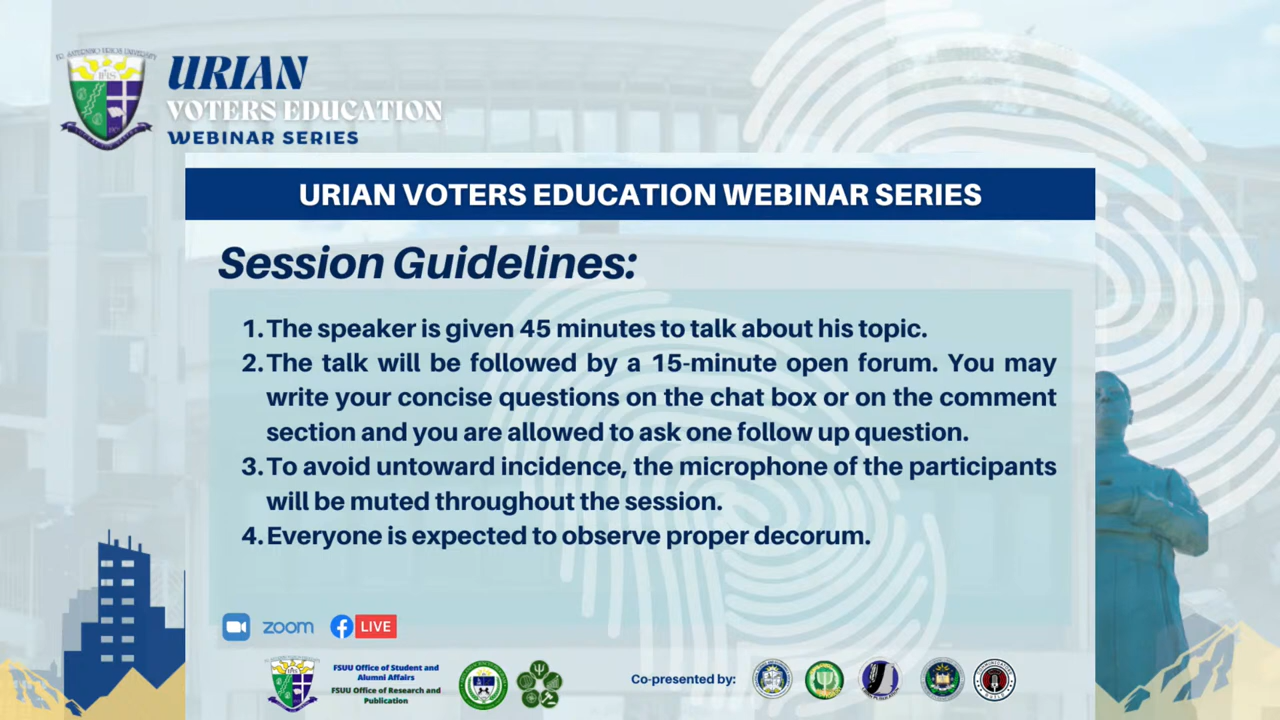 FR. SATURNINO URIOS UNIVERSITY
IHS
URIAN
VOTERS EDUCATION
WEBINAR SERIES
URIAN VOTERS EDUCATION WEBINAR SERIES
Session Guidelines:
1. The speaker is given 45 minutes to talk about his topic.
2. The talk will be followed by a 15-minute open forum. You may
write your concise questions on the chat box or on the comment
section and you are allowed to ask one follow up question.
3. To avoid untoward incidence, the microphone of the participants
will be muted throughout the session.
4. Everyone is expected to observe proper decorum.
zoom
LIVE
FSUU Office of Student and
Alumni Affairs
FSUU Office of Research and
Publication
Co-presented by: